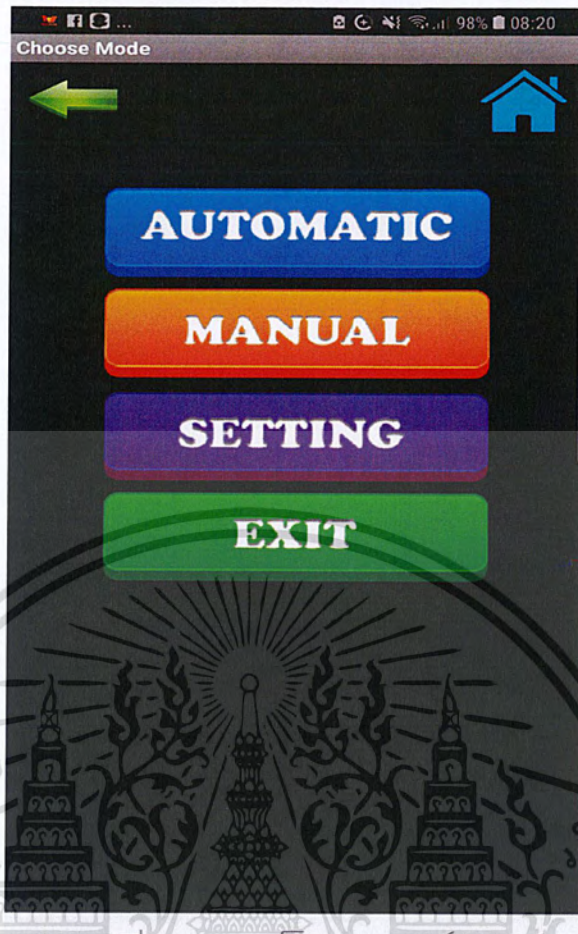 ... 98% 08:20
Choose Mode
AUTOMATIC
MANUAL
SETTING
EXIT